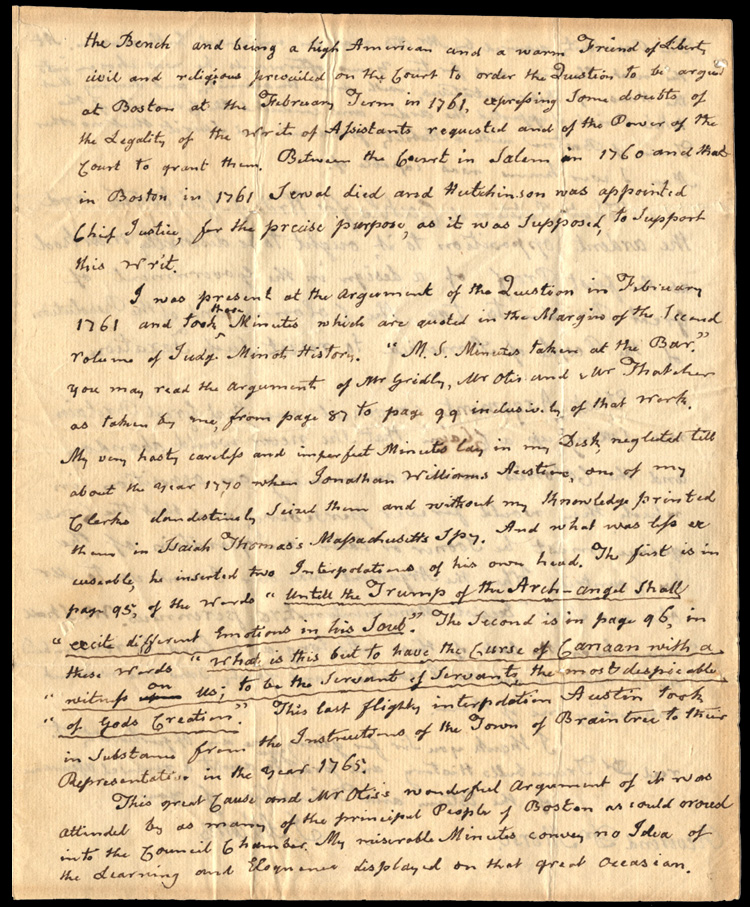 the Bench and being a high American and a warm Friend of Liberty
civil and religious prevailed on the Court to order the Question to be argued
at Boston at the February Term in 1761, expressing Some doubts of
the Legality of the Writ of Assistants requested and of the Power of the
Court to grant them. Between the Court in Salem in 1760 and that
in Boston in 1761 Sewal died and Hutchinson was appointed
Chief Justice, for the precise purpose, as it was Supposed, to Support
this Writ.
I was present at the argument of the Question in February
1761 and took those Minutes which are quoted in the Margin of the Second
volume of Judge Minots History. "M. S. Minutes taken at the Bar."
You may read the argument of Mr Gridly, Mr Otis and Mr Thatcher
as taken by me, from page 87 to page 99 inclusively, of that Work.
My very hasty careless and imperfect Minutes lay in my Desk, neglected till
about the year 1770 when Jonathan Williams Austin, one of my
Clerks clandestinely Seized them and without my Knowledge printed
them in Isaiah Thomas's Massachusetts Spy. And what was less ex
cuseable, he inserted two Interpolations of his own head. The first is in
page 95, of the Words "Untill the Trump of the Arch-angel Shall
"excite different Emotions in his Soul". The Second is in page 96, in
these Words "What is this but to have the Curse of Canaan with a
"witness on Us; to be the Servant of Servants, the most despicable
"of Gods Creation". This last flighty interpolation Austin took
in Substance from the Instructions of the Town of Braintree to their
Representative in the Year 1765.
This great Cause and Mr Otis's wonderful Argument of it was
attended by as many of the principal People of Boston as could crowd
into the Council Chamber. My miserable Minutes convey no Idea of
the Learning and Eloquence displayed on that great occasion.